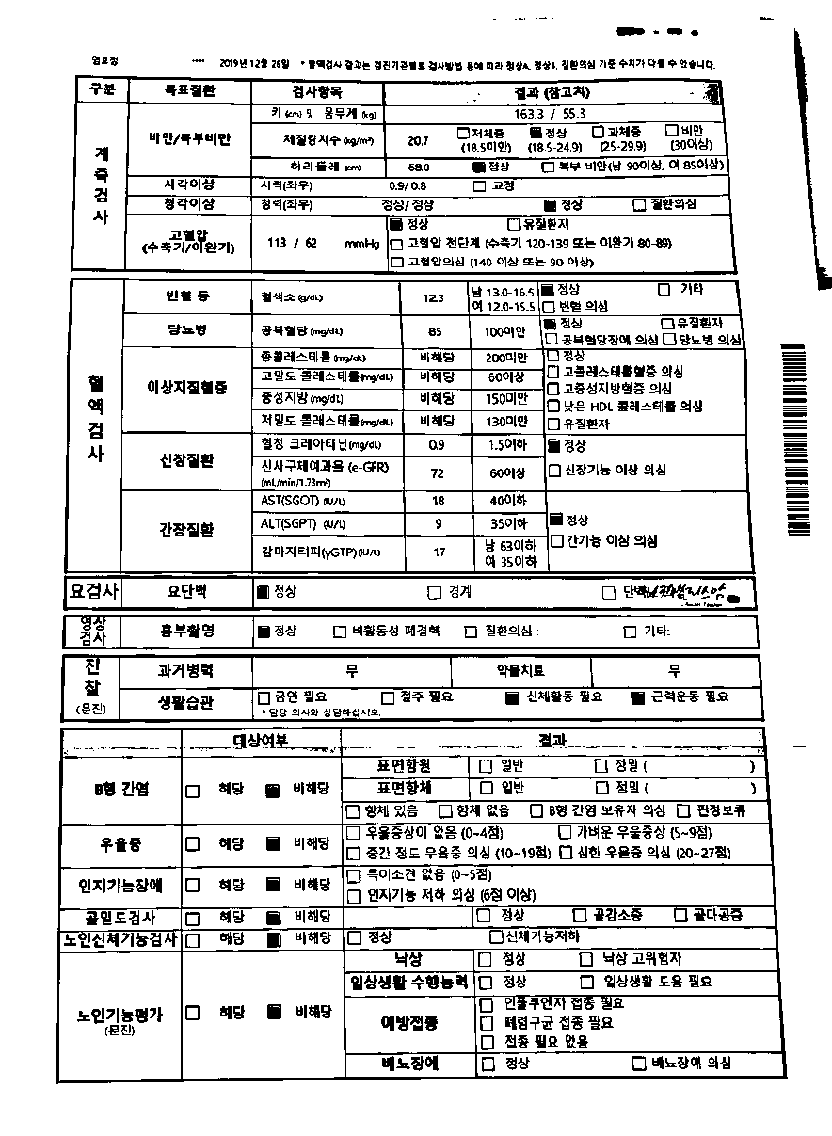 **** 2019년 12월 26일 * 혈액검사 결과는 검진기관별로 검사방법 등에 따라 정상A, 정상B, 질환의심 기준 수치가 다를 수 있습니다.
구분 목표질환 검사항목 결과 (참고치)
계측검사
비만/복부비만 키(cm) 및 몸무게(kg) 163.3 / 55.3
체질량지수(kg/m²) 20.7 □저체중 (18.5미만) ■정상 (18.5-24.9) □과체중 (25-29.9) □비만 (30이상)
허리둘레(cm) 68.0 ■정상 □복부 비만(남 90이상, 여 85이상)
시각이상 시력(좌/우) 0.9/0.8 □교정
청각이상 청력(좌/우) 정상/정상 ■정상 □질환의심
고혈압 (수축기/이완기) 113 / 62 mmHg ■정상 □유질환자
□고혈압 전단계 (수축기 120-139 또는 이완기 80-89)
□고혈압의심 (140 이상 또는 90 이상)
혈액검사
빈혈 등 혈색소(g/dL) 12.3 남 13.0-16.5 여 12.0-15.5 ■정상 □기타 □빈혈 의심
당뇨병 공복혈당(mg/dL) 85 100미만 ■정상 □유질환자 □공복혈당장애 의심 □당뇨병 의심
이상지질혈증 총콜레스테롤(mg/dL) 비해당 200미만 □정상
고밀도 콜레스테롤(mg/dL) 비해당 60이상 □고콜레스테롤혈증 의심
중성지방(mg/dL) 비해당 150미만 □고중성지방혈증 의심
□낮은 HDL 콜레스테롤 의심
저밀도 콜레스테롤(mg/dL) 비해당 130미만 □유질환자
신장질환 혈청 크레아티닌(mg/dL) 0.9 1.5이하 ■정상
신사구체여과율(e-GFR) (mL/min/1.73m²) 72 60이상 □신장기능 이상 의심
간장질환 AST(SGOT) (U/L) 18 40이하
ALT(SGPT) (U/L) 9 35이하 ■정상
감마지티피(γGTP)(U/L) 17 남 63이하 여 35이하 □간기능 이상 의심
요검사 요단백 ■정상 □경계 □
영상검사 흉부촬영 ■정상 □비활동성 폐결핵 □질환의심: □기타:
진찰 (문진) 과거병력 무 약물치료 무
생활습관 □금연 필요 □절주 필요 ■신체활동 필요 ■근력운동 필요
* 담당 의사와 상담하십시오.
대상여부 결과
B형 간염 □해당 ■비해당 표면항원 □일반 □정밀 ( )
표면항체 □일반 □정밀 ( )
□항체 있음 □항체 없음 □B형 간염 보유자 의심 □판정보류
우울증 □해당 ■비해당 □우울증상이 없음 (0~4점) □가벼운 우울증상 (5~9점)
□중간 정도 우울증 의심 (10~19점) □심한 우울증 의심 (20~27점)
인지기능장애 □해당 ■비해당 □특이소견 없음 (0~5점)
□인지기능 저하 의심 (6점 이상)
골밀도검사 □해당 ■비해당 □정상 □골감소증 □골다공증
노인신체기능검사 □해당 ■비해당 □정상 □신체기능저하
노인기능평가 (문진) □해당 ■비해당 낙상 □정상 □낙상 고위험자
일상생활 수행능력 □정상 □일상생활 도움 필요
예방접종 □인플루엔자 접종 필요
□폐렴구균 접종 필요
□접종 필요 없음
배뇨장애 □정상 □배뇨장애 의심